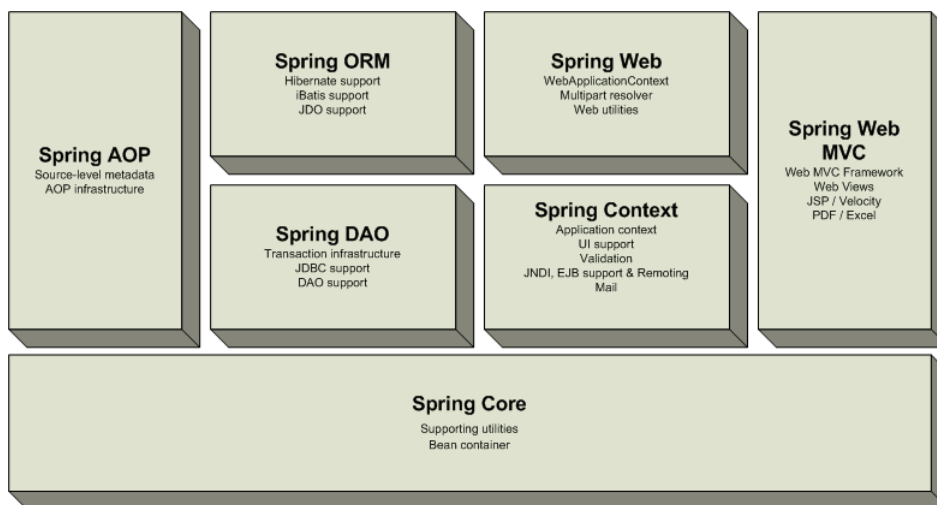 Spring AOP
Source-level metadata
AOP infrastructure
Spring ORM
Hibernate support
iBatis support
JDO support
Spring Web
WebApplicationContext
Multipart resolver
Web utilities
Spring Web
MVC
Web MVC Framework
Web Views
JSP / Velocity
PDF / Excel
Spring DAO
Transaction infrastructure
JDBC support
DAO support
Spring Context
Application context
UI support
Validation
JNDI, EJB support & Remoting
Mail
Spring Core
Supporting utilities
Bean container